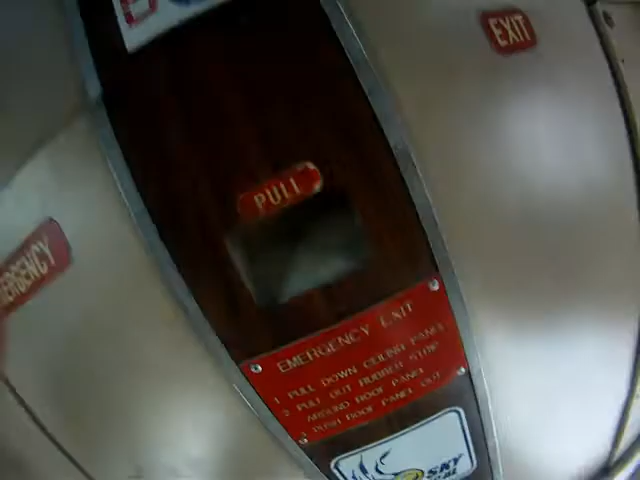 EXIT
PULL
EMERGENCY EXIT
1 PULL DOWN CEILING PANEL
2 PULL OUT RUBBER STRIP
AROUND ROOF PANEL
3 PUSH ROOF PANEL OUT
SKY